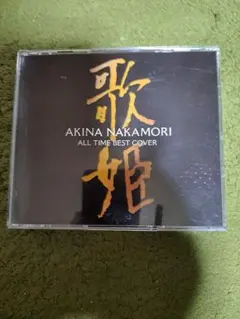 歌姫
AKINA NAKAMORI
ALL TIME BEST COVER